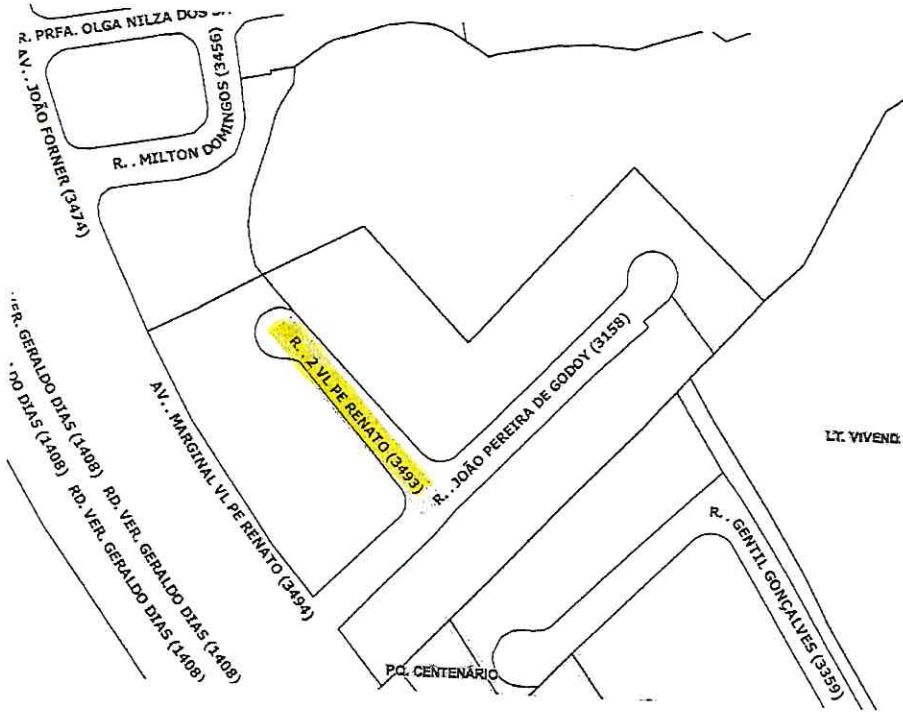 R. PRFA. OLGA NILZA DOS
AV. . JOÃO FORNER (3474)
R. . MILTON DOMINGOS (3456)
R. . 2 VL PE RENATO (3493)
R. . JOÃO PEREIRA DE GODOY (3158)
AV. . MARGINAL VL PE RENATO (3494)
GERALDO DIAS (1408) RD. VER. GERALDO DIAS (1408)
DIAS (1408) RD. VER. GERALDO DIAS (1408)
LT. VIVEND
R. . GENTIL GONÇALVES (3359)
PQ. CENTENÁRIO